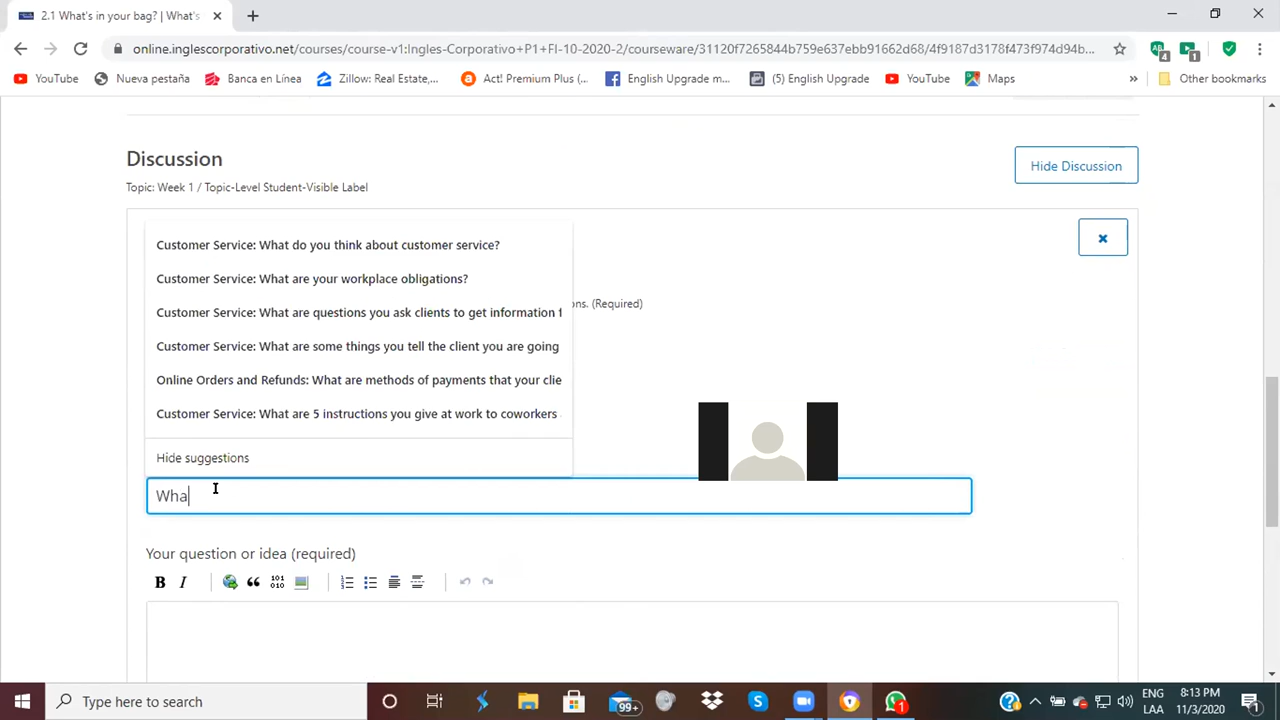 2.1 What's in your bag? | What's
online.inglescorporativo.net/courses/course-v1:Ingles-Corporativo+P1+FI-10-2020-2/courseware/31120f7265844b759e637ebb91662d68/4f9187d3178f473f974d94b...
4
1
YouTube
Nueva pestaña
Banca en Línea
Zillow: Real Estate,...
Act! Premium Plus (...
English Upgrade m...
(5) English Upgrade
YouTube
Maps
»
Other bookmarks
Discussion
Hide Discussion
Topic: Week 1 / Topic-Level Student-Visible Label
Customer Service: What do you think about customer service?
Customer Service: What are your workplace obligations?
ons. (Required)
Customer Service: What are questions you ask clients to get information f
Customer Service: What are some things you tell the client you are going
Online Orders and Refunds: What are methods of payments that your clie
Customer Service: What are 5 instructions you give at work to coworkers
Hide suggestions
Wha
Your question or idea (required)
B I
101
010
Type here to search
99+
1
ENG
LAA
8:13 PM
11/3/2020
1